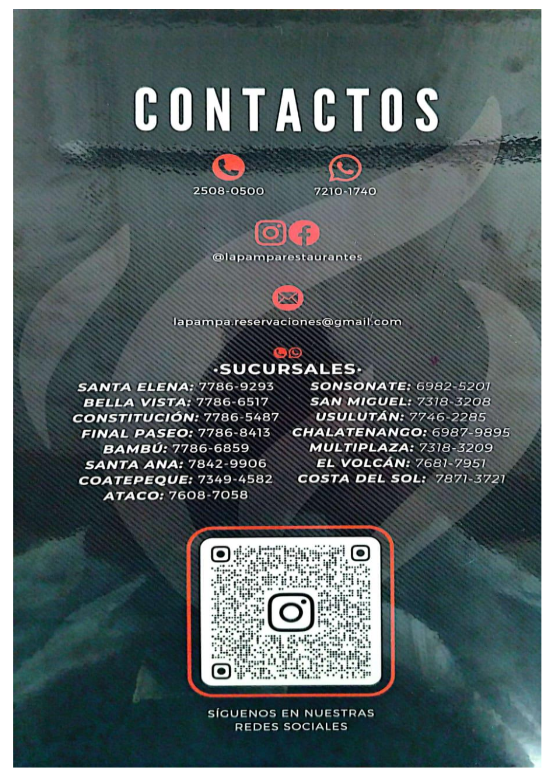 CONTACTOS
2508-0500
7210-1740
@lapamparestaurantes
lapampa.reservaciones@gmail.com
·SUCURSALES·
SANTA ELENA: 7786-9293
BELLA VISTA: 7786-6517
CONSTITUCIÓN: 7786-5487
FINAL PASEO: 7786-8413
BAMBÚ: 7786-6859
SANTA ANA: 7842-9906
COATEPEQUE: 7349-4582
ATACO: 7608-7058
SONSONATE: 6982-5201
SAN MIGUEL: 7318-3208
USULUTÁN: 7746-2285
CHALATENANGO: 6987-9895
MULTIPLAZA: 7318-3209
EL VOLCÁN: 7681-7951
COSTA DEL SOL: 7871-3721
SÍGUENOS EN NUESTRAS
REDES SOCIALES